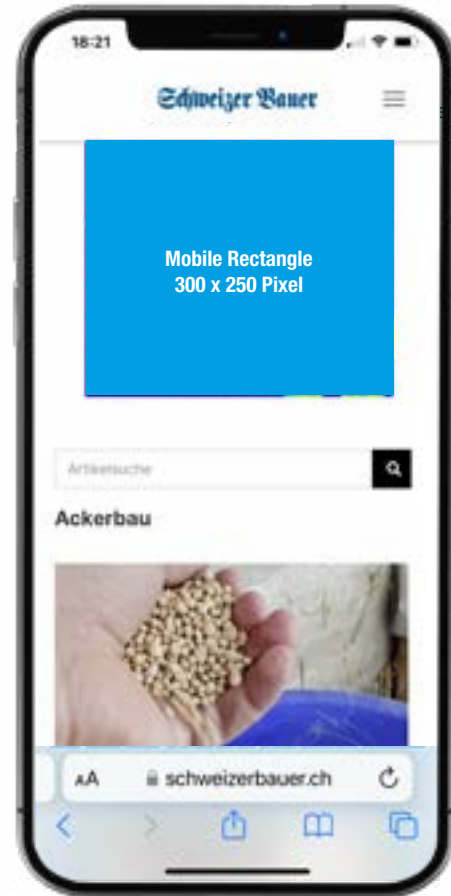 18:21
Schweizer Bauer
Mobile Rectangle
300 x 250 Pixel
Artikelsuche
Ackerbau
AA
schweizerbauer.ch